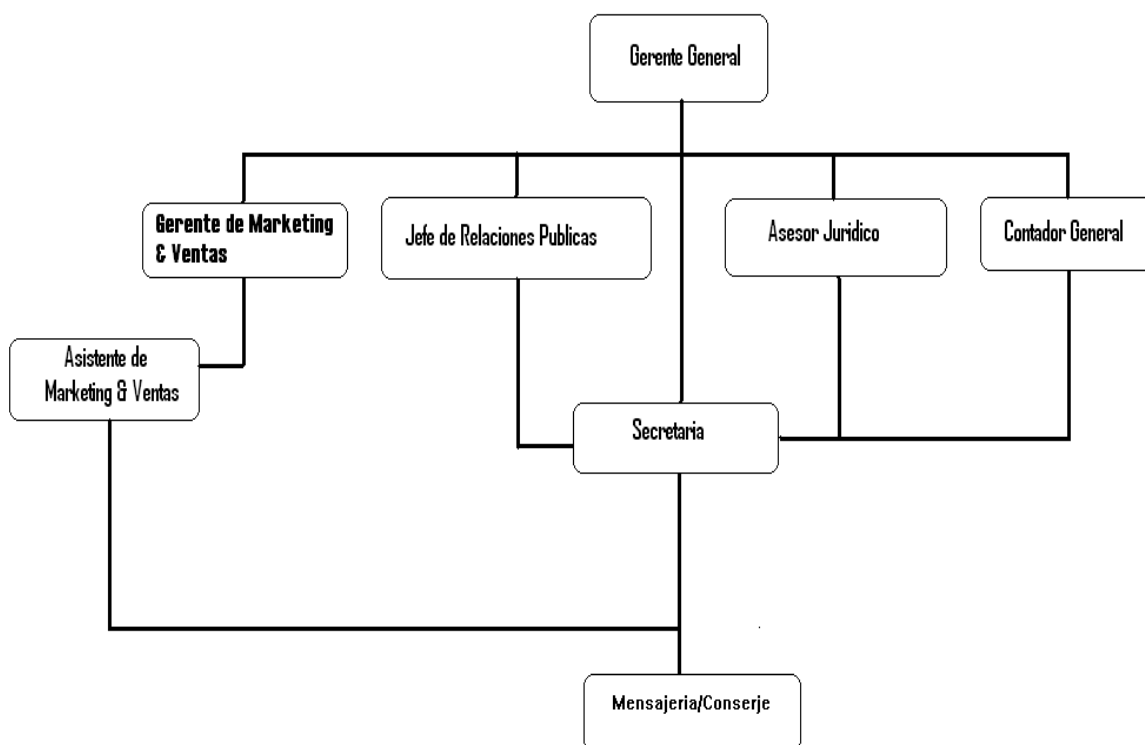 Gerente General
Gerente de Marketing
& Ventas
Jefe de Relaciones Publicas
Asesor Juridico
Contador General
Asistente de
Marketing & Ventas
Secretaria
Mensajeria/Conserje